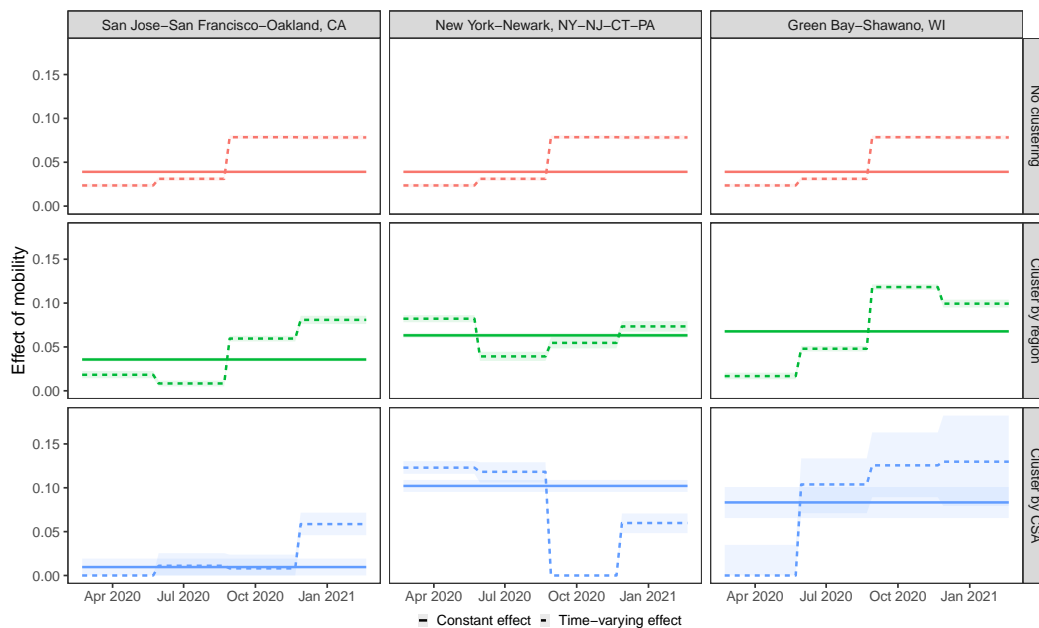 San Jose−San Francisco−Oakland, CA
New York−Newark, NY−NJ−CT−PA
Green Bay−Shawano, WI
Effect of mobility
0.15
0.10
0.05
0.00
No clustering
0.15
0.10
0.05
0.00
Cluster by region
0.15
0.10
0.05
0.00
Cluster by CSA
Apr 2020 Jul 2020 Oct 2020 Jan 2021
Apr 2020 Jul 2020 Oct 2020 Jan 2021
Apr 2020 Jul 2020 Oct 2020 Jan 2021
Constant effect Time−varying effect